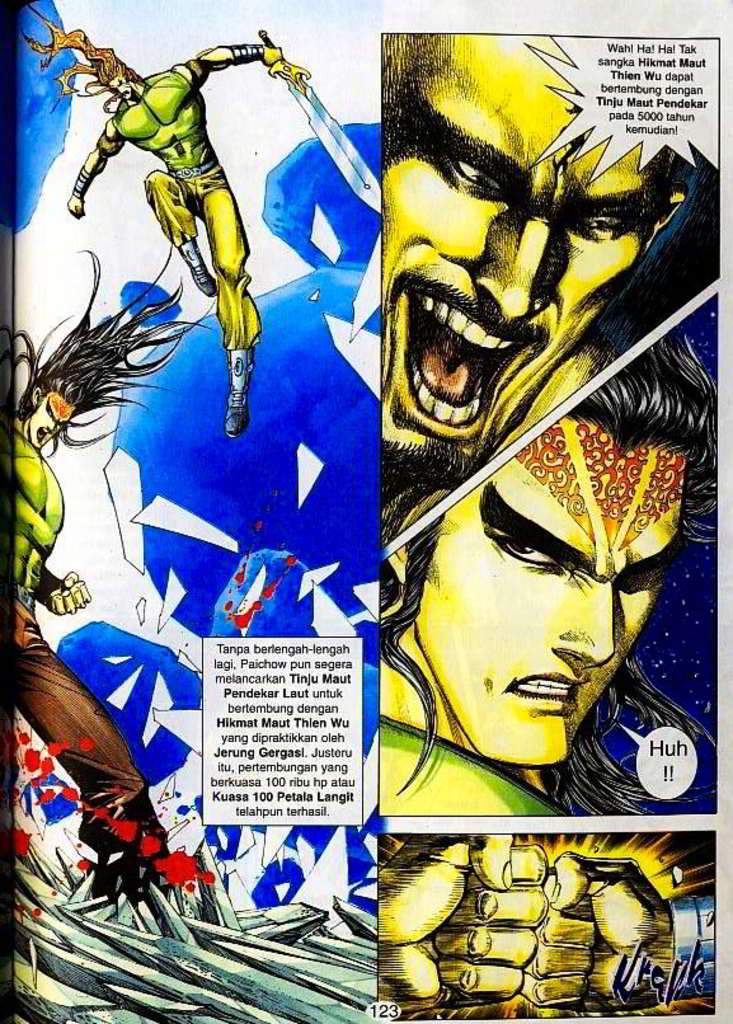 Wah! Ha! Ha! Tak
sangka Hikmat Maut
Thien Wu dapat
bertembung dengan
Tinju Maut Pendekar
pada 5000 tahun
kemudian!
Tanpa berlengah-lengah
lagi, Paichow pun segera
melancarkan Tinju Maut
Pendekar Laut untuk
bertembung dengan
Hikmat Maut Thien Wu
yang dipraktikkan oleh
Jerung Gergasi. Justeru
itu, pertembungan yang
berkuasa 100 ribu hp atau
Kuasa 100 Petala Langit
telahpun terhasil.
Huh
!!
Krank
123